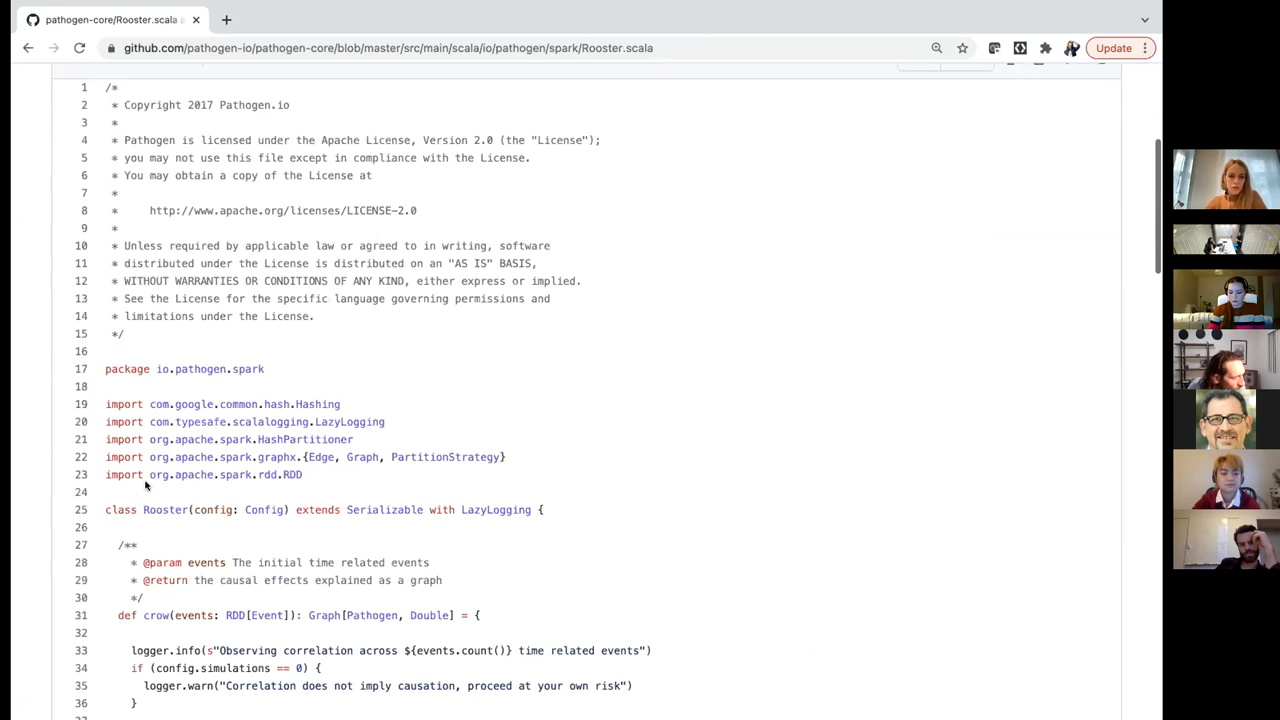 pathogen-core/Rooster.scala
github.com/pathogen-io/pathogen-core/blob/master/src/main/scala/io/pathogen/spark/Rooster.scala
Update
1 /*
2 * Copyright 2017 Pathogen.io
3 *
4 * Pathogen is licensed under the Apache License, Version 2.0 (the "License");
5 * you may not use this file except in compliance with the License.
6 * You may obtain a copy of the License at
7 *
8 * http://www.apache.org/licenses/LICENSE-2.0
9 *
10 * Unless required by applicable law or agreed to in writing, software
11 * distributed under the License is distributed on an "AS IS" BASIS,
12 * WITHOUT WARRANTIES OR CONDITIONS OF ANY KIND, either express or implied.
13 * See the License for the specific language governing permissions and
14 * limitations under the License.
15 */
16
17 package io.pathogen.spark
18
19 import com.google.common.hash.Hashing
20 import com.typesafe.scalalogging.LazyLogging
21 import org.apache.spark.HashPartitioner
22 import org.apache.spark.graphx.{Edge, Graph, PartitionStrategy}
23 import org.apache.spark.rdd.RDD
24
25 class Rooster(config: Config) extends Serializable with LazyLogging {
26
27 /**
28 * @param events The initial time related events
29 * @return the causal effects explained as a graph
30 */
31 def crow(events: RDD[Event]): Graph[Pathogen, Double] = {
32
33 logger.info(s"Observing correlation across ${events.count()} time related events")
34 if (config.simulations == 0) {
35 logger.warn("Correlation does not imply causation, proceed at your own risk")
36 }